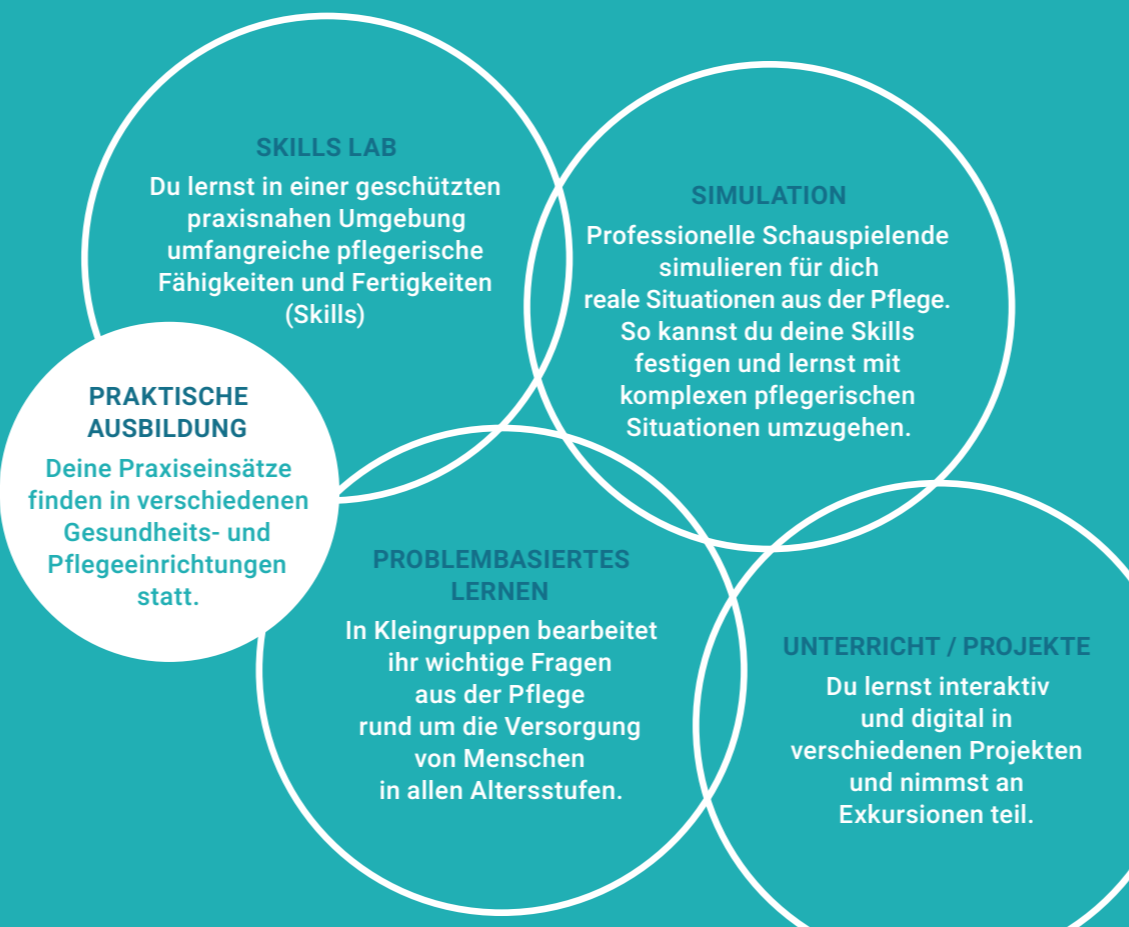 SKILLS LAB
Du lernst in einer geschützten
praxisnahen Umgebung
umfangreiche pflegerische
Fähigkeiten und Fertigkeiten
(Skills)
SIMULATION
Professionelle Schauspielende
simulieren für dich
reale Situationen aus der Pflege.
So kannst du deine Skills
festigen und lernst mit
komplexen pflegerischen
Situationen umzugehen.
PRAKTISCHE
AUSBILDUNG
Deine Praxiseinsätze
finden in verschiedenen
Gesundheits- und
Pflegeeinrichtungen
statt.
PROBLEMBASIERTES
LERNEN
In Kleingruppen bearbeitet
ihr wichtige Fragen
aus der Pflege
rund um die Versorgung
von Menschen
in allen Altersstufen.
UNTERRICHT / PROJEKTE
Du lernst interaktiv
und digital in
verschiedenen Projekten
und nimmst an
Exkursionen teil.